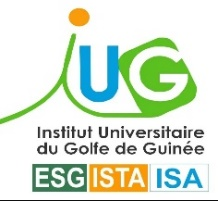 IUG
Institut Universitaire
du Golfe de Guinée
ESG ISTA ISA